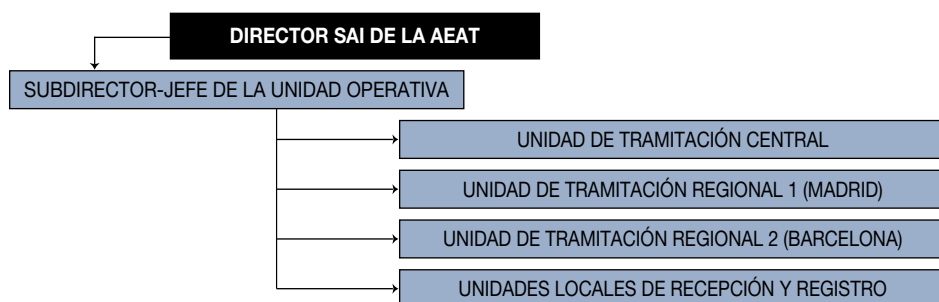 DIRECTOR SAI DE LA AEAT
SUBDIRECTOR-JEFE DE LA UNIDAD OPERATIVA
UNIDAD DE TRAMITACIÓN CENTRAL
UNIDAD DE TRAMITACIÓN REGIONAL 1 (MADRID)
UNIDAD DE TRAMITACIÓN REGIONAL 2 (BARCELONA)
UNIDADES LOCALES DE RECEPCIÓN Y REGISTRO